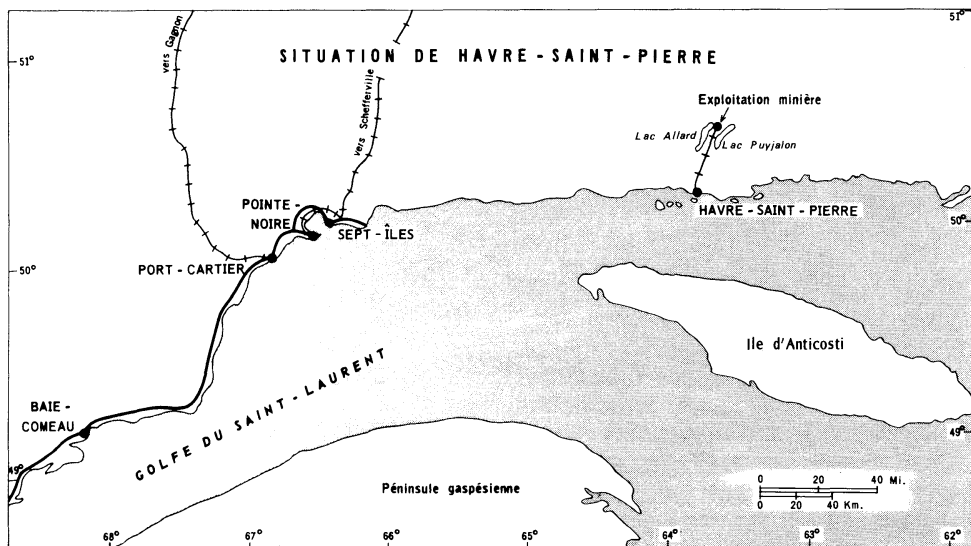 51°
51°
SITUATION DE HAVRE-SAINT-PIERRE
vers Gagnon
vers Schefferville
Exploitation minière
Lac Allard
Lac Puyjalon
POINTE-
NOIRE
SEPT-ÎLES
HAVRE-SAINT-PIERRE
50°
50°
PORT-CARTIER
Ile d'Anticosti
GOLFE DU SAINT-LAURENT
BAIE-
COMEAU
49°
49°
Péninsule gaspésienne
0 20 40 Mi.
0 20 40 Km.
68° 67° 66° 65° 64° 63° 62°